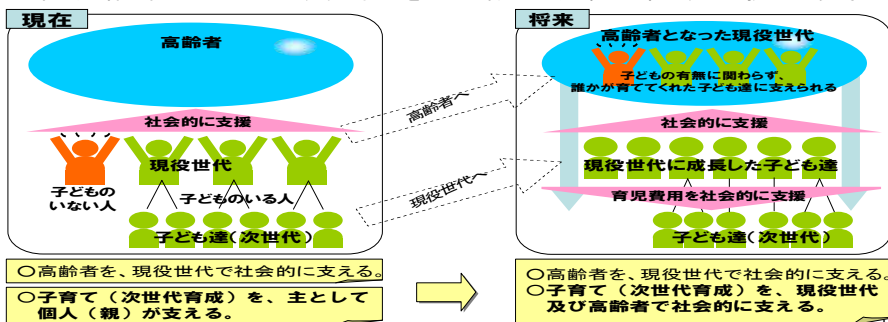 現在
高齢者
社会的に支援
現役世代
子どもの
いない人
子どものいる人
子ども達(次世代)
○高齢者を、現役世代で社会的に支える。
○子育て(次世代育成)を、主として
個人(親)が支える。
高齢者へ
現役世代へ
将来
高齢者となった現役世代
子どもの有無に関わらず、
誰かが育ててくれた子ども達に支えられる
社会的に支援
現役世代に成長した子ども達
育児費用を社会的に支援
子ども達(次世代)
○高齢者を、現役世代で社会的に支える。
○子育て(次世代育成)を、現役世代
及び高齢者で社会的に支える。